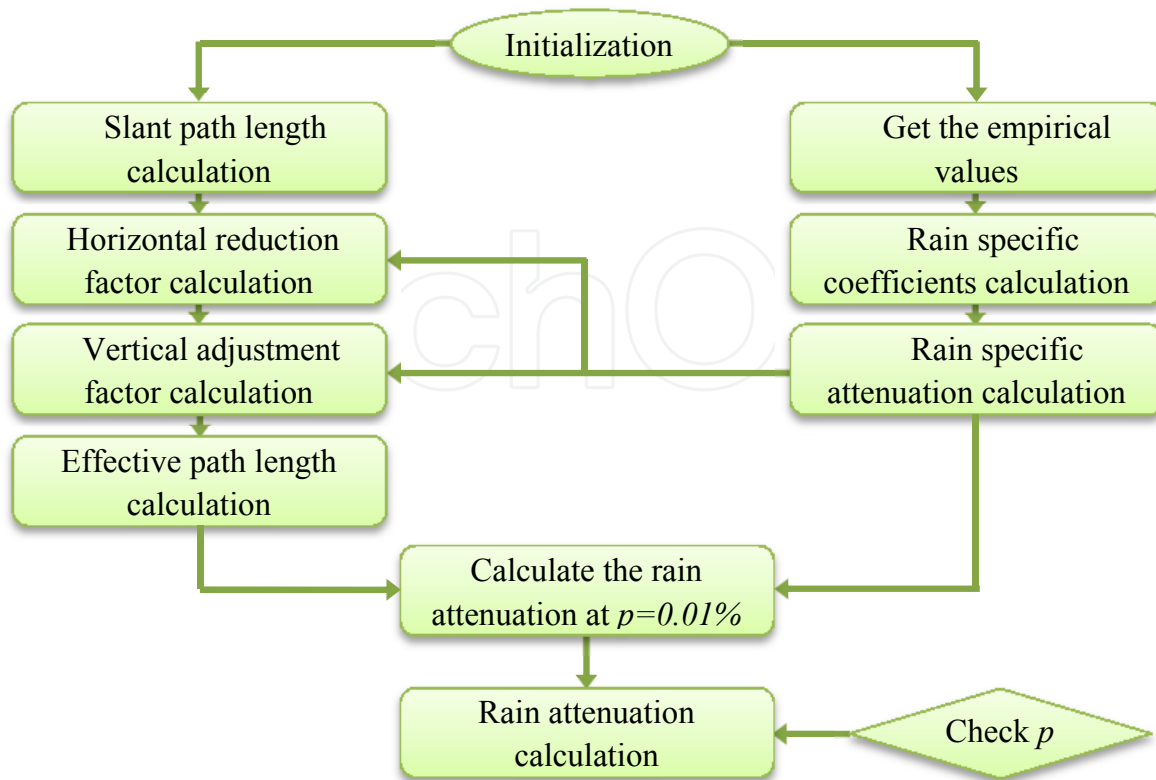 Initialization
Slant path length
calculation
Get the empirical
values
Horizontal reduction
factor calculation
Rain specific
coefficients calculation
Vertical adjustment
factor calculation
Rain specific
attenuation calculation
Effective path length
calculation
Calculate the rain
attenuation at p=0.01%
Rain attenuation
calculation
Check p
chO